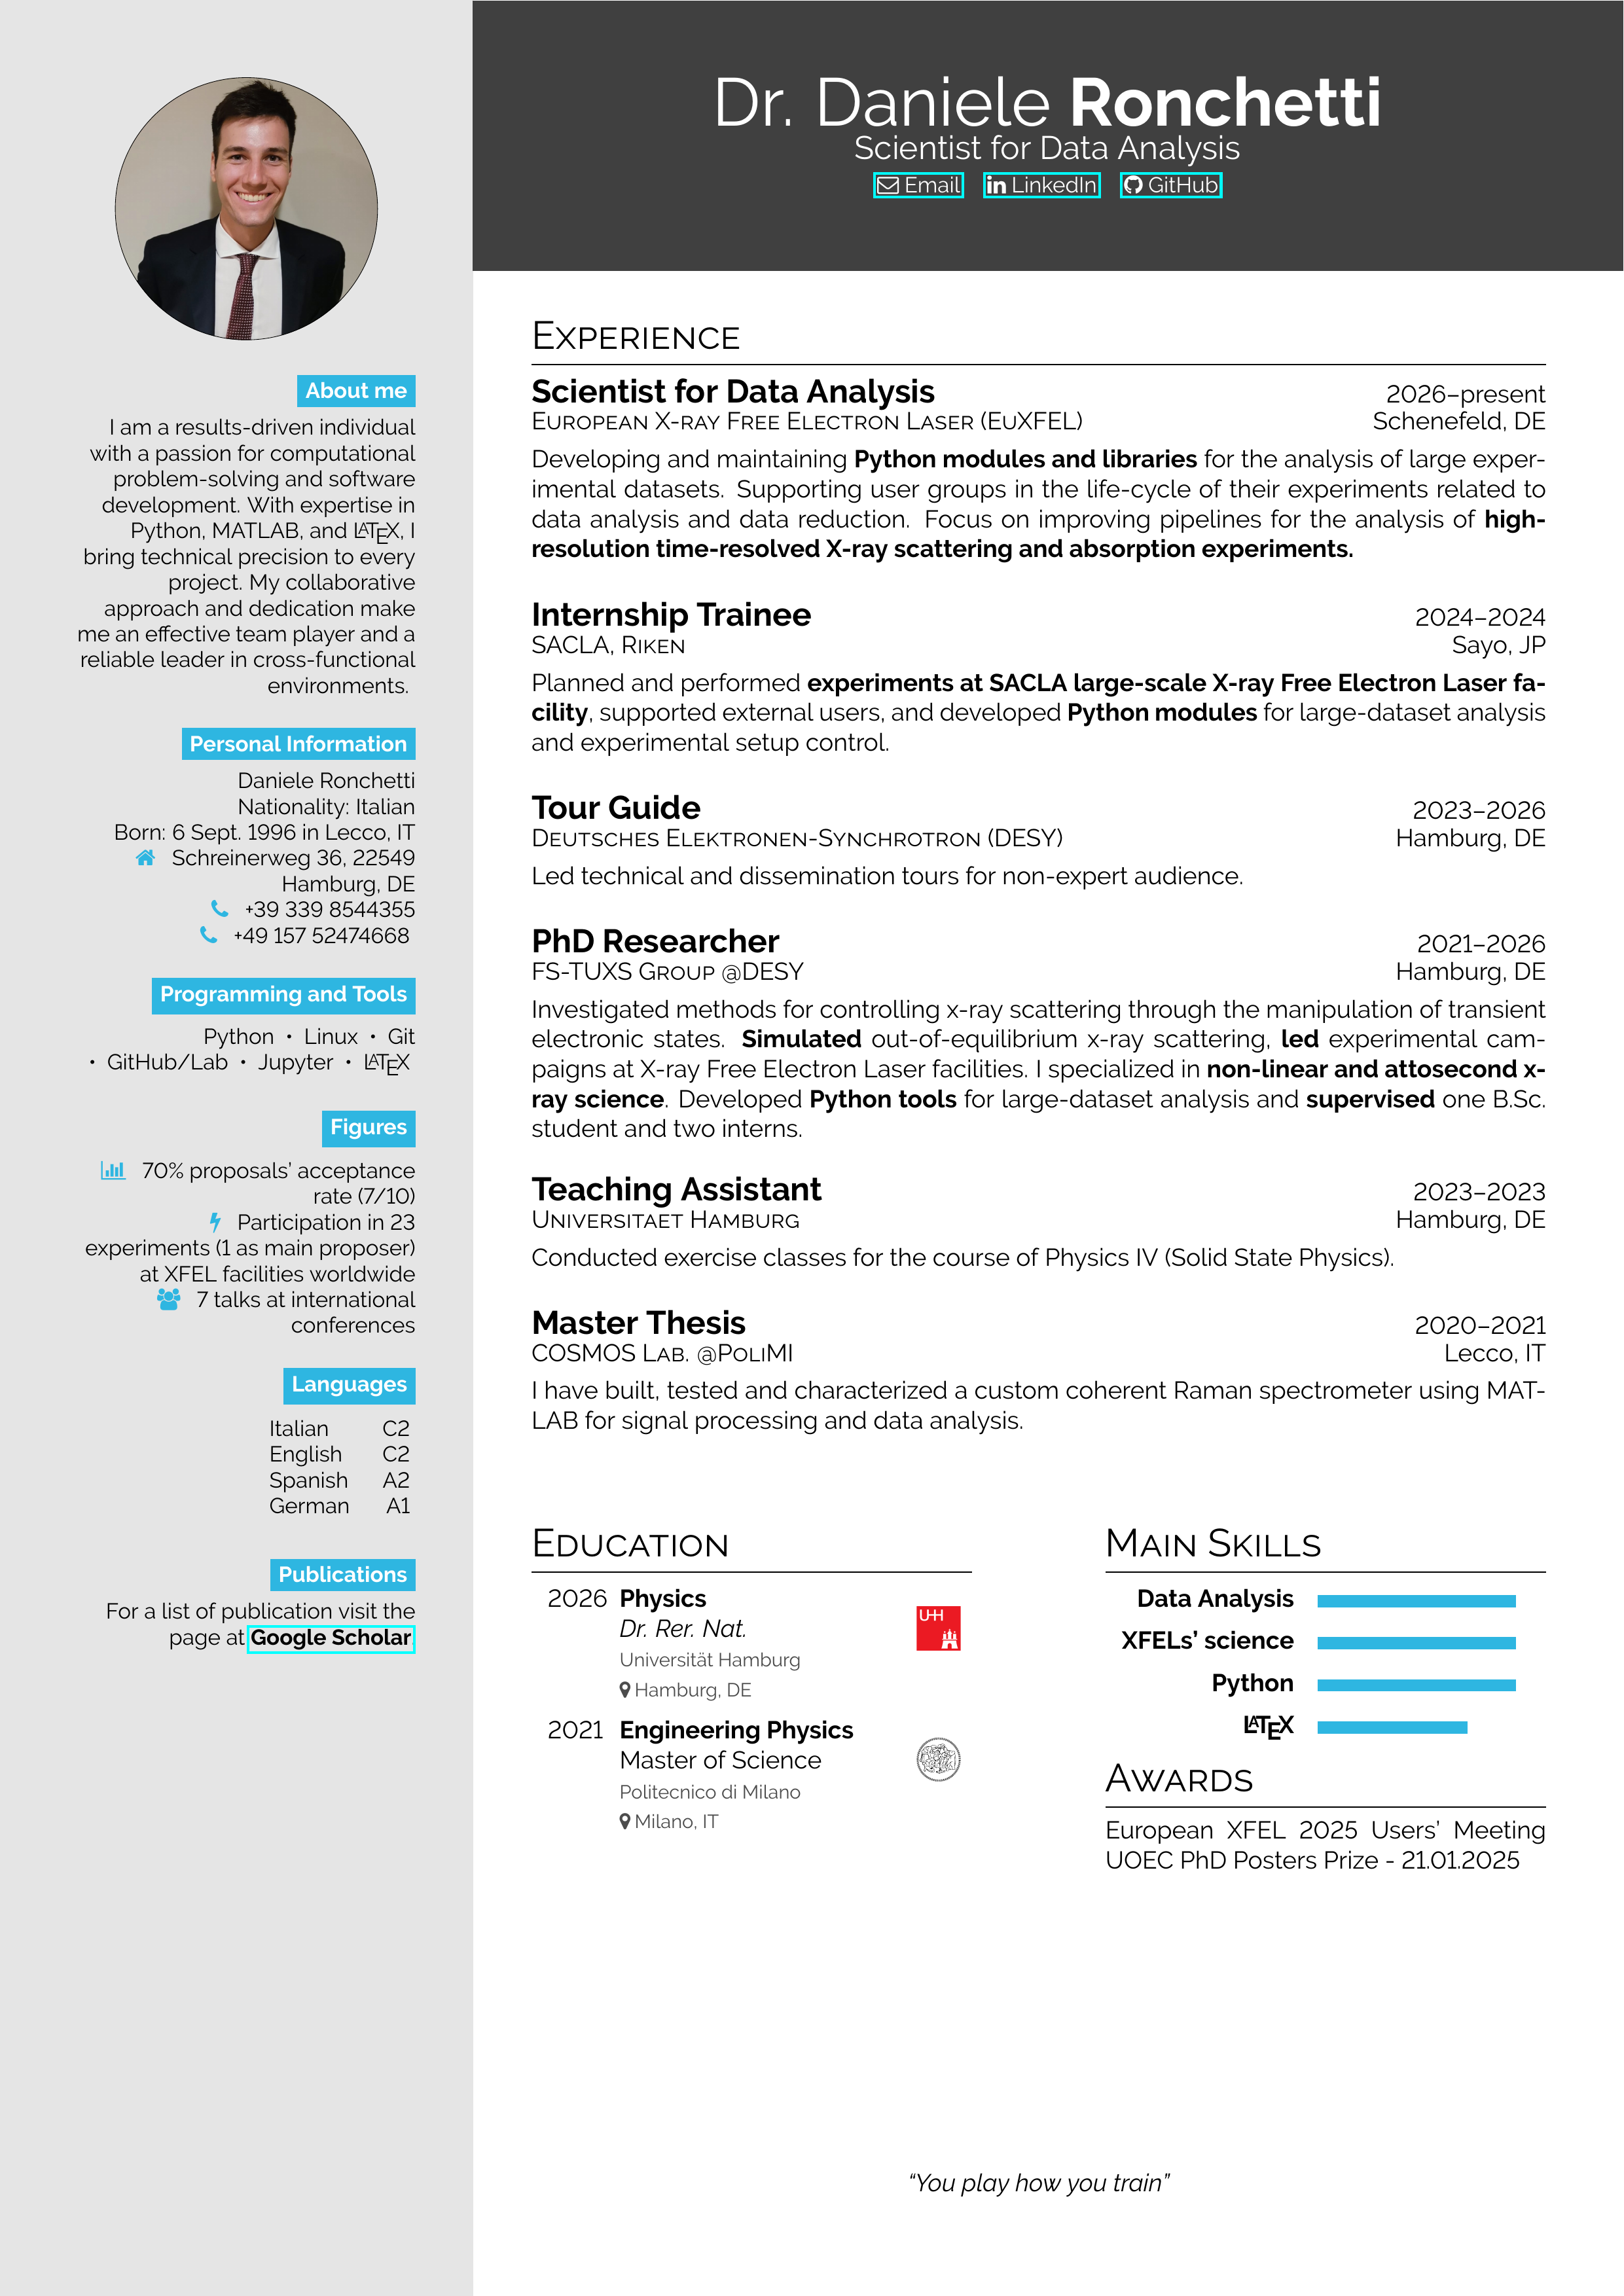 Dr. Daniele Ronchetti
Scientist for Data Analysis
Email LinkedIn GitHub
About me
I am a results-driven individual
with a passion for computational
problem-solving and software
development. With expertise in
Python, MATLAB, and LATEX, I
bring technical precision to every
project. My collaborative
approach and dedication make
me an effective team player and a
reliable leader in cross-functional
environments.
Personal Information
Daniele Ronchetti
Nationality: Italian
Born: 6 Sept. 1996 in Lecco, IT
Schreinerweg 36, 22549
Hamburg, DE
+39 339 8544355
+49 157 52474668
Programming and Tools
Python • Linux • Git
• GitHub/Lab • Jupyter • LATEX
Figures
70% proposals' acceptance
rate (7/10)
Participation in 23
experiments (1 as main proposer)
at XFEL facilities worldwide
7 talks at international
conferences
Languages
Italian C2
English C2
Spanish A2
German A1
Publications
For a list of publication visit the
page at Google Scholar.
EXPERIENCE
Scientist for Data Analysis 2026–present
EUROPEAN X-RAY FREE ELECTRON LASER (EUXFEL) Schenefeld, DE
Developing and maintaining Python modules and libraries for the analysis of large exper-
imental datasets. Supporting user groups in the life-cycle of their experiments related to
data analysis and data reduction. Focus on improving pipelines for the analysis of high-
resolution time-resolved X-ray scattering and absorption experiments.
Internship Trainee 2024–2024
SACLA, RIKEN Sayo, JP
Planned and performed experiments at SACLA large-scale X-ray Free Electron Laser fa-
cility, supported external users, and developed Python modules for large-dataset analysis
and experimental setup control.
Tour Guide 2023–2026
DEUTSCHES ELEKTRONEN-SYNCHROTRON (DESY) Hamburg, DE
Led technical and dissemination tours for non-expert audience.
PhD Researcher 2021–2026
FS-TUXS GROUP @DESY Hamburg, DE
Investigated methods for controlling x-ray scattering through the manipulation of transient
electronic states. Simulated out-of-equilibrium x-ray scattering, led experimental cam-
paigns at X-ray Free Electron Laser facilities. I specialized in non-linear and attosecond x-
ray science. Developed Python tools for large-dataset analysis and supervised one B.Sc.
student and two interns.
Teaching Assistant 2023–2023
UNIVERSITAET HAMBURG Hamburg, DE
Conducted exercise classes for the course of Physics IV (Solid State Physics).
Master Thesis 2020–2021
COSMOS LAB. @POLIMI Lecco, IT
I have built, tested and characterized a custom coherent Raman spectrometer using MAT-
LAB for signal processing and data analysis.
EDUCATION
2026 Physics
Dr. Rer. Nat.
UHH
Universität Hamburg
Hamburg, DE
2021 Engineering Physics
Master of Science
Politecnico di Milano
Milano, IT
MAIN SKILLS
Data Analysis
XFELs' science
Python
LATEX
AWARDS
European XFEL 2025 Users' Meeting
UOEC PhD Posters Prize - 21.01.2025
“You play how you train”